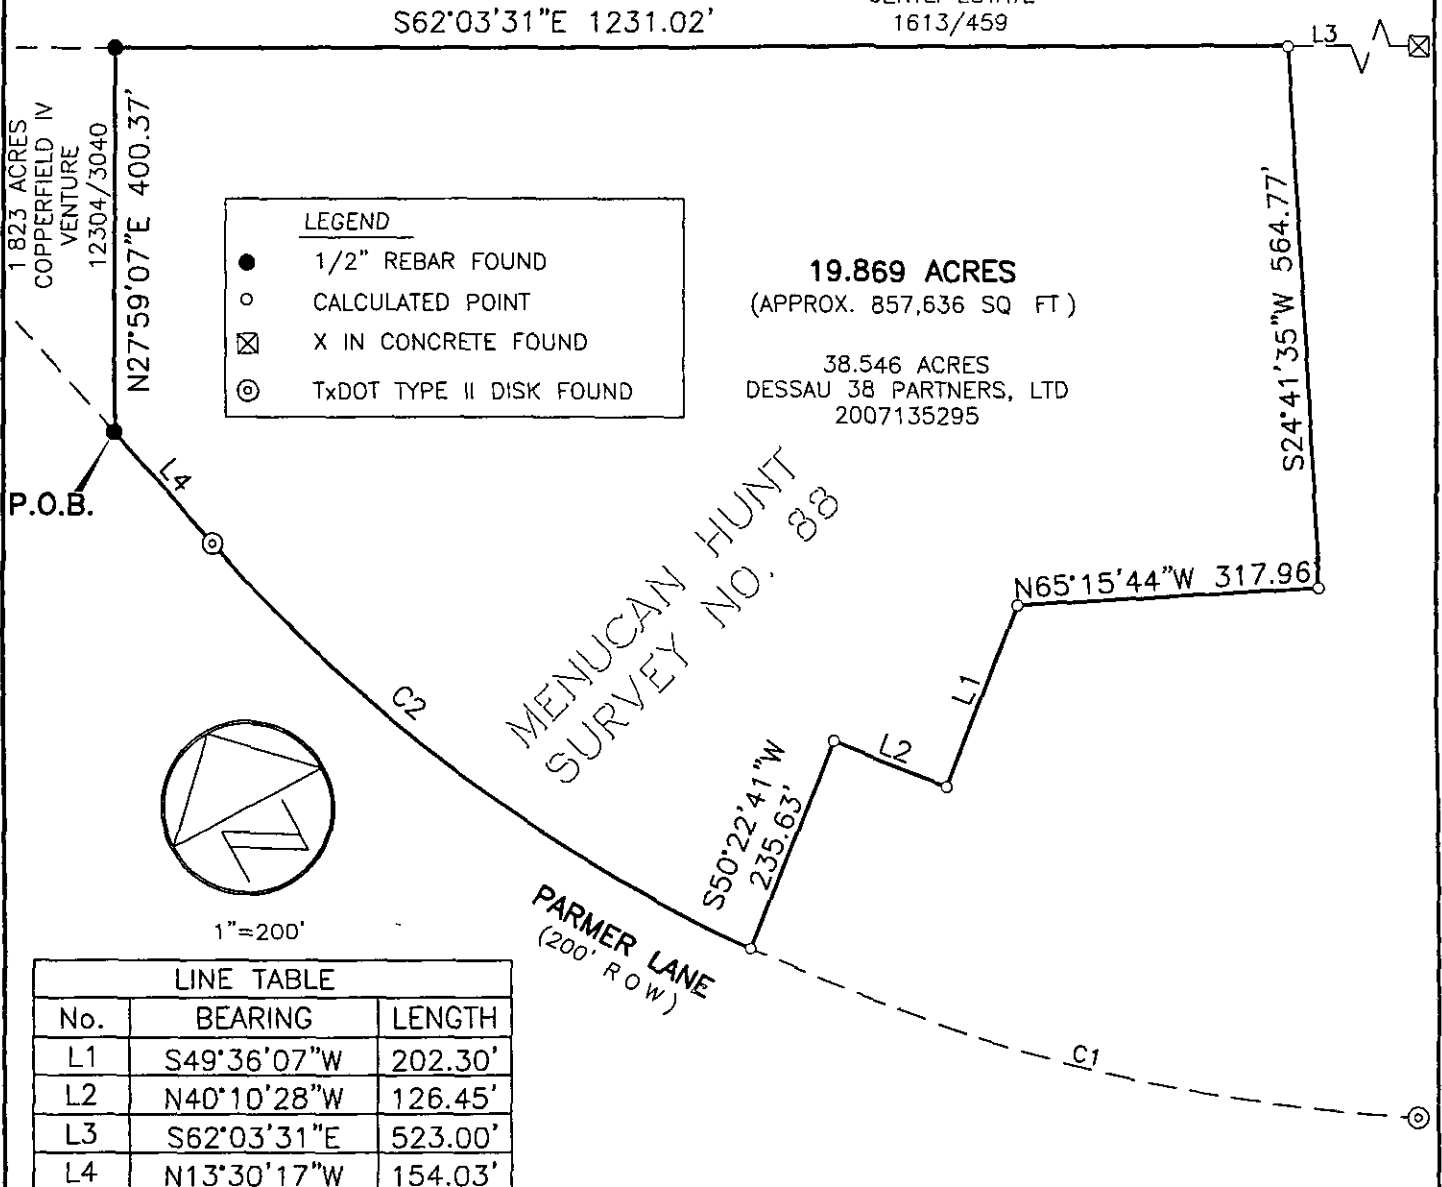 S62°03'31"E 1231.02'
1613/459
L3
1 823 ACRES
COPPERFIELD IV
VENTURE
12304/3040
N27°59'07"E 400.37'
LEGEND
1/2" REBAR FOUND
CALCULATED POINT
X IN CONCRETE FOUND
TxDOT TYPE II DISK FOUND
19.869 ACRES
(APPROX. 857,636 SQ FT)
38.546 ACRES
DESSAU 38 PARTNERS, LTD
2007135295
S24°41'35"W 564.77'
L4
P.O.B.
MENUCAN HUNT
SURVEY NO. 88
N65°15'44"W 317.96
L1
L2
C2
S50°22'41"W
235.63'
N
1"=200'
PARMER LANE
(200' R O W)
C1
LINE TABLE
No. BEARING LENGTH
L1 S49°36'07"W 202.30'
L2 N40°10'28"W 126.45'
L3 S62°03'31"E 523.00'
L4 N13°30'17"W 154.03'